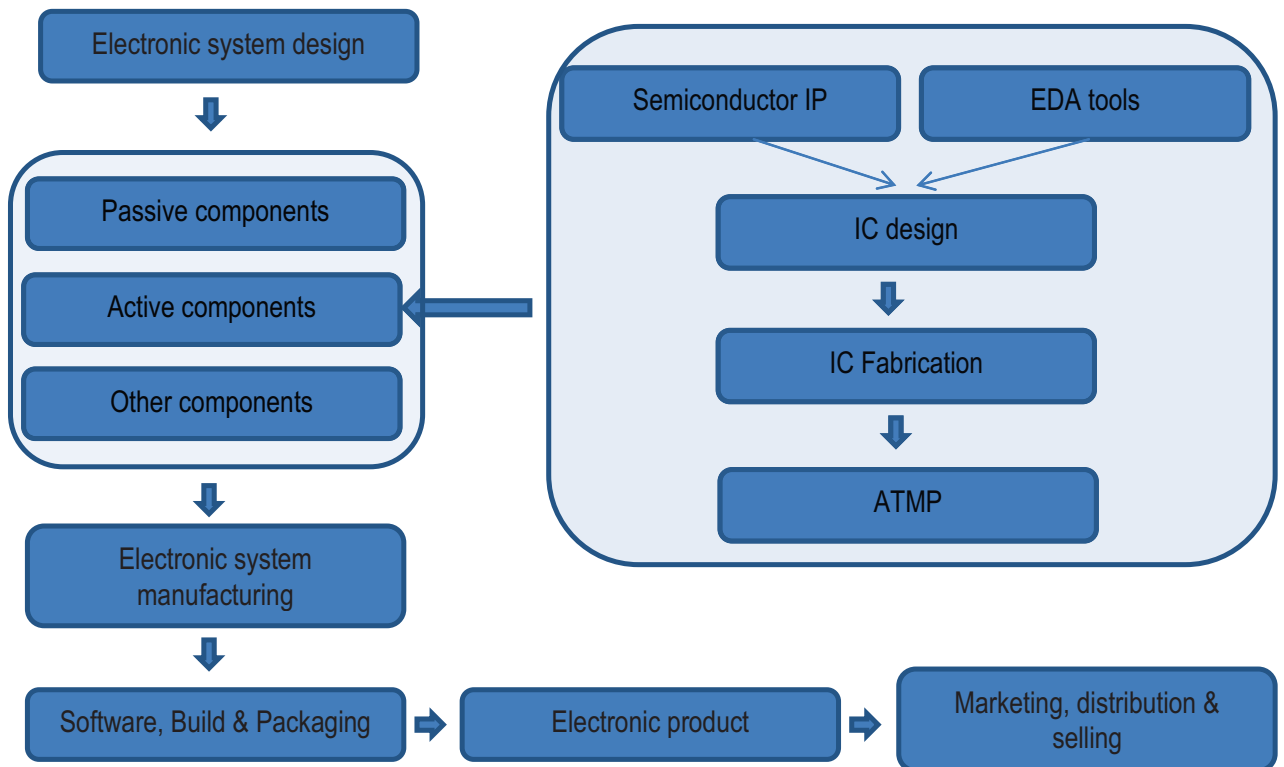 Electronic system design
Passive components
Active components
Other components
Electronic system
manufacturing
Software, Build & Packaging
Electronic product
Marketing, distribution &
selling
Semiconductor IP
EDA tools
IC design
IC Fabrication
ATMP